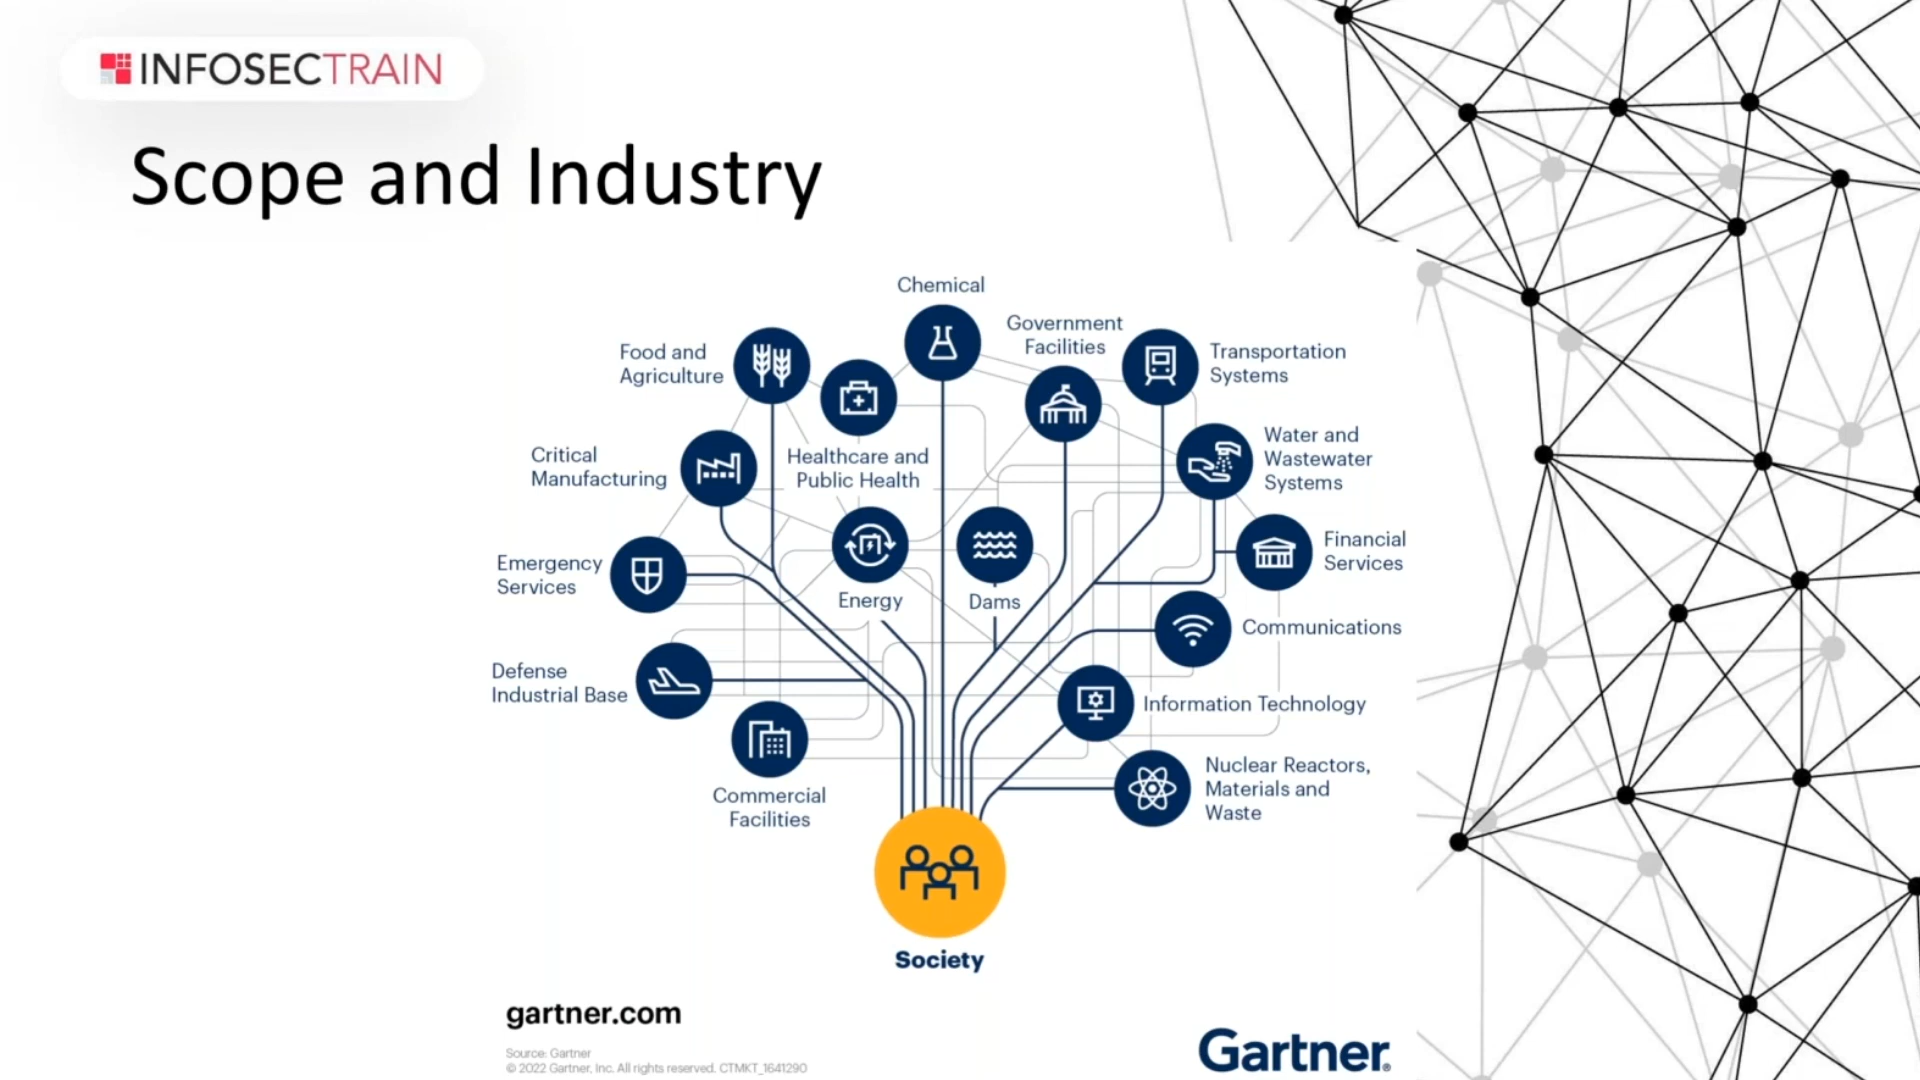 INFOSECTRAIN
Scope and Industry
Chemical
Government
Facilities
Food and
Agriculture
Transportation
Systems
Critical
Manufacturing
Healthcare and
Public Health
Water and
Wastewater
Systems
Emergency
Services
Energy
Dams
Financial
Services
Communications
Defense
Industrial Base
Information Technology
Commercial
Facilities
Nuclear Reactors,
Materials and
Waste
Society
gartner.com
Source: Gartner
© 2022 Gartner, Inc. All rights reserved. CTMKT_1641290
Gartner®